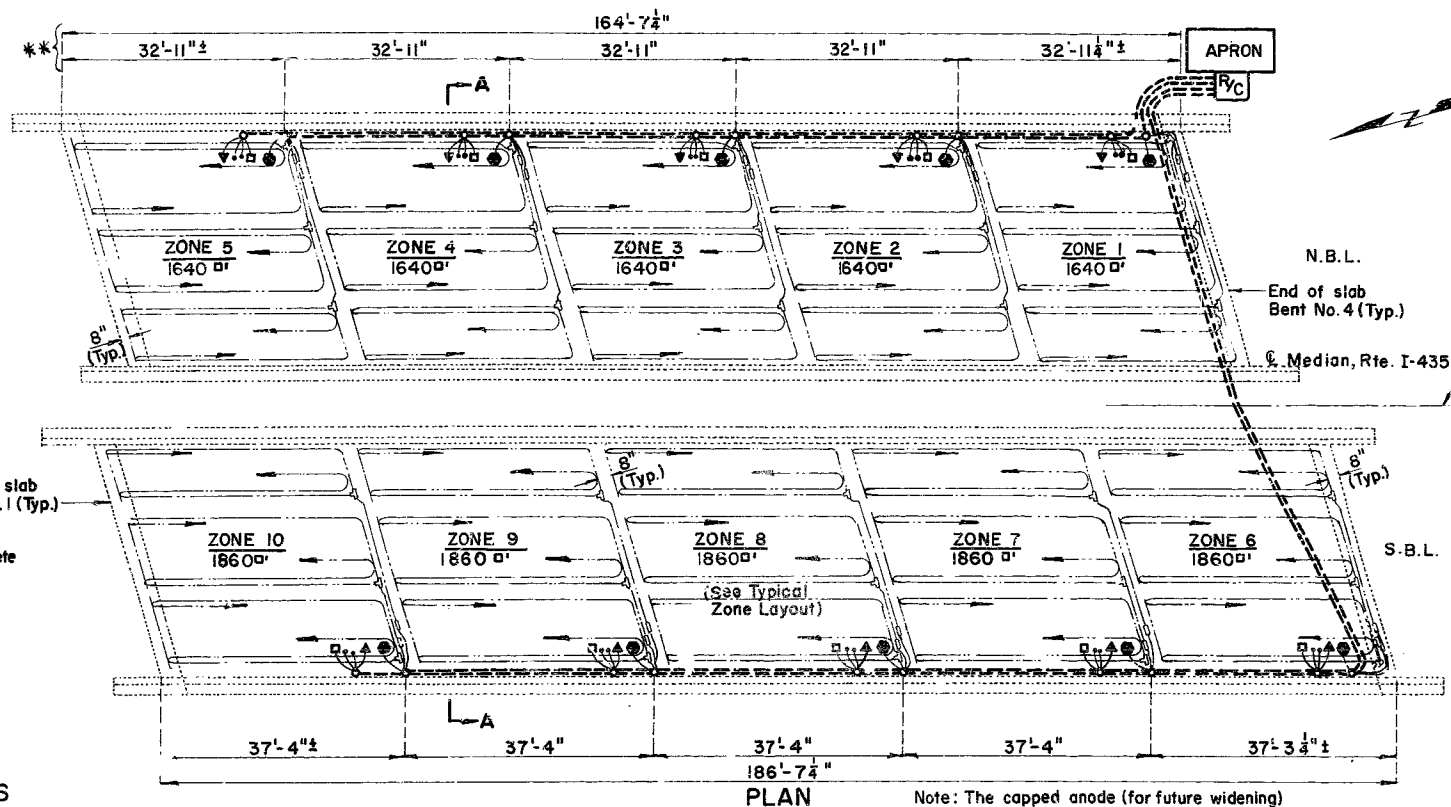 164'-7 1/4"
** 32'-11"± 32'-11" 32'-11" 32'-11" 32'-11 1/4"±
APRON
R/C
A
N
ZONE 5 ZONE 4 ZONE 3 ZONE 2 ZONE 1
1640□' 1640□' 1640□' 1640□' 1640□'
N.B.L.
End of slab
Bent No. 4 (Typ.)
8"
(Typ.)
℄ Median, Rte. I-435
8"
(Typ.)
8"
(Typ.)
slab
.1 (Typ.)
ZONE 10 ZONE 9 ZONE 8 ZONE 7 ZONE 6
1860□' 1860□' 1860□' 1860□' 1860□'
ete
S.B.L.
(See Typical
Zone Layout)
A
37'-4"± 37'-4" 37'-4" 37'-4" 37'-3 1/4"±
186'-7 1/4"
S
PLAN
Note: The capped anode (for future widening)